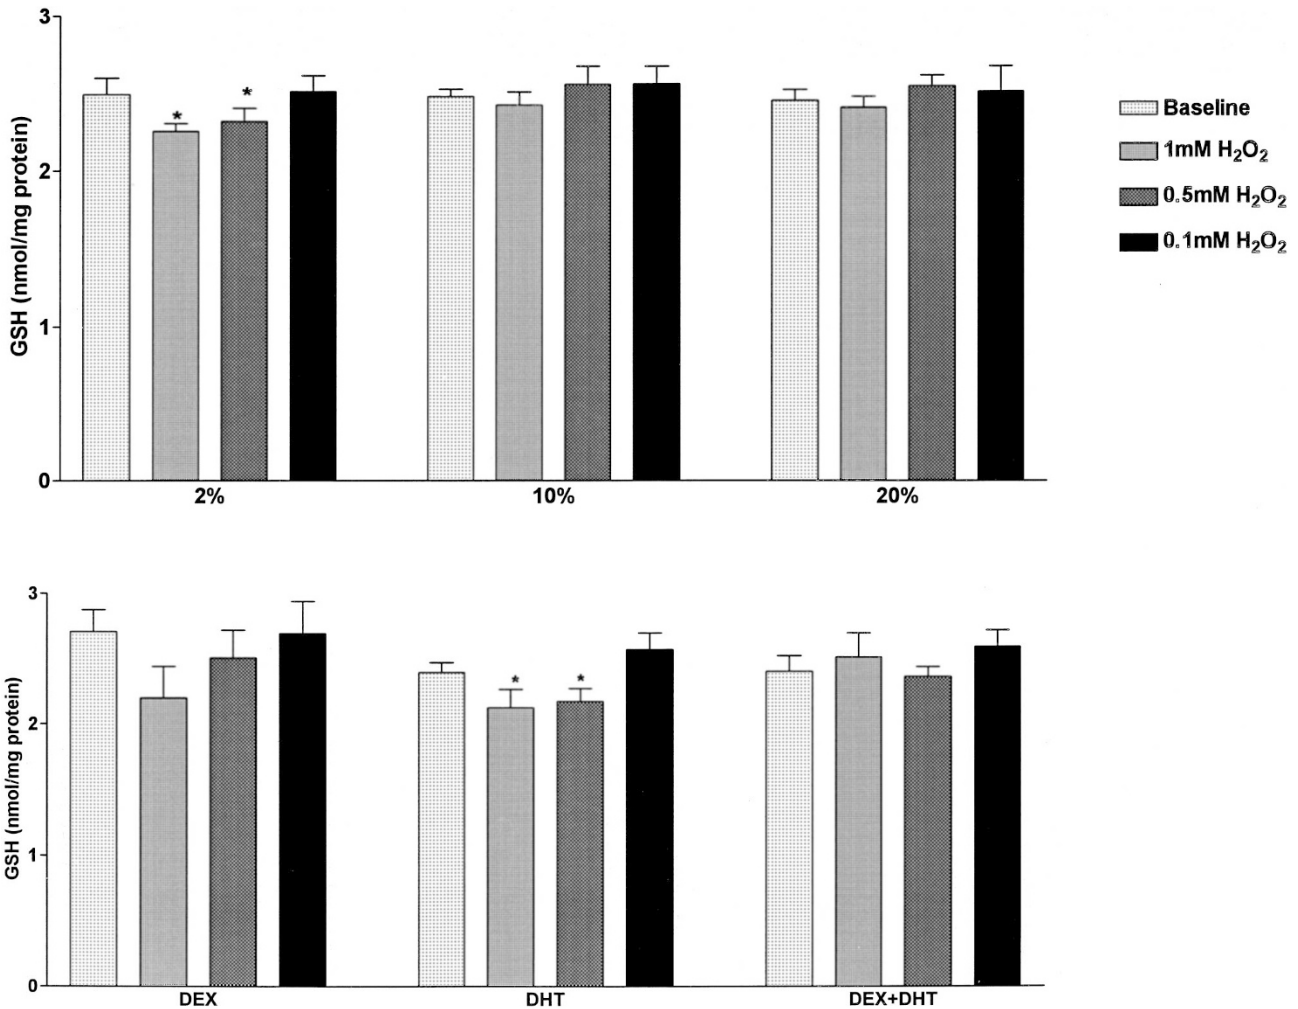 3
2
1
0
GSH (nmol/mg protein)
*
*
2%
10%
20%
Baseline
1mM H₂O₂
0.5mM H₂O₂
0.1mM H₂O₂
3
2
1
0
GSH (nmol/mg protein)
*
*
DEX
DHT
DEX+DHT